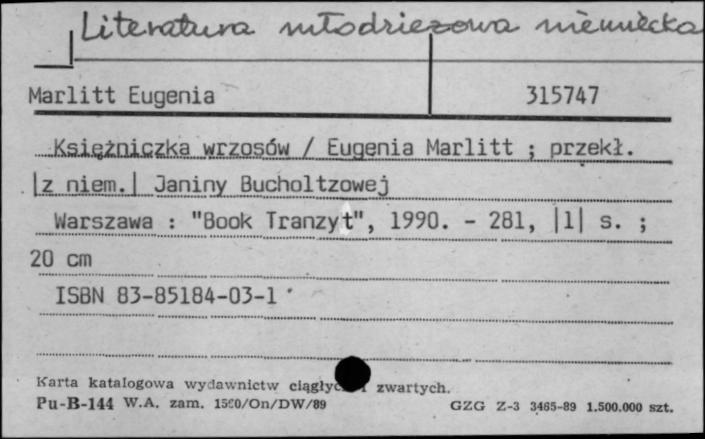 Literatura młodzieżowa niemiecka
Marlitt Eugenia 315747
Księżniczka wrzosów / Eugenia Marlitt ; przekł.
|z niem.| Janiny Bucholtzowej
Warszawa : "Book Tranzyt", 1990. - 281, |1| s. ;
20 cm
ISBN 83-85184-03-1
Karta katalogowa wydawnictw ciągłych i zwartych.
Pu-B-144 W.A. zam. 1520/On/DW/89 GZG Z-3 3465-89 1.500.000 szt.